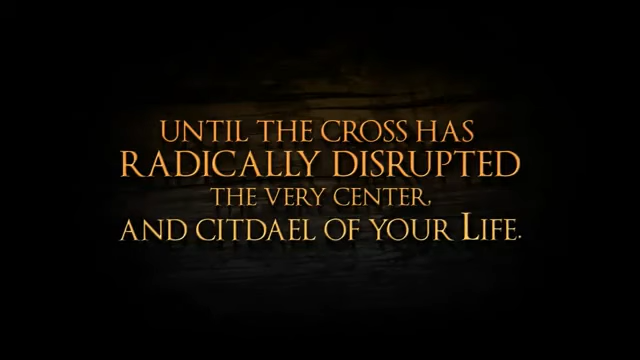 UNTIL THE CROSS HAS
RADICALLY DISRUPTED
THE VERY CENTER,
AND CITDAEL OF YOUR LIFE.